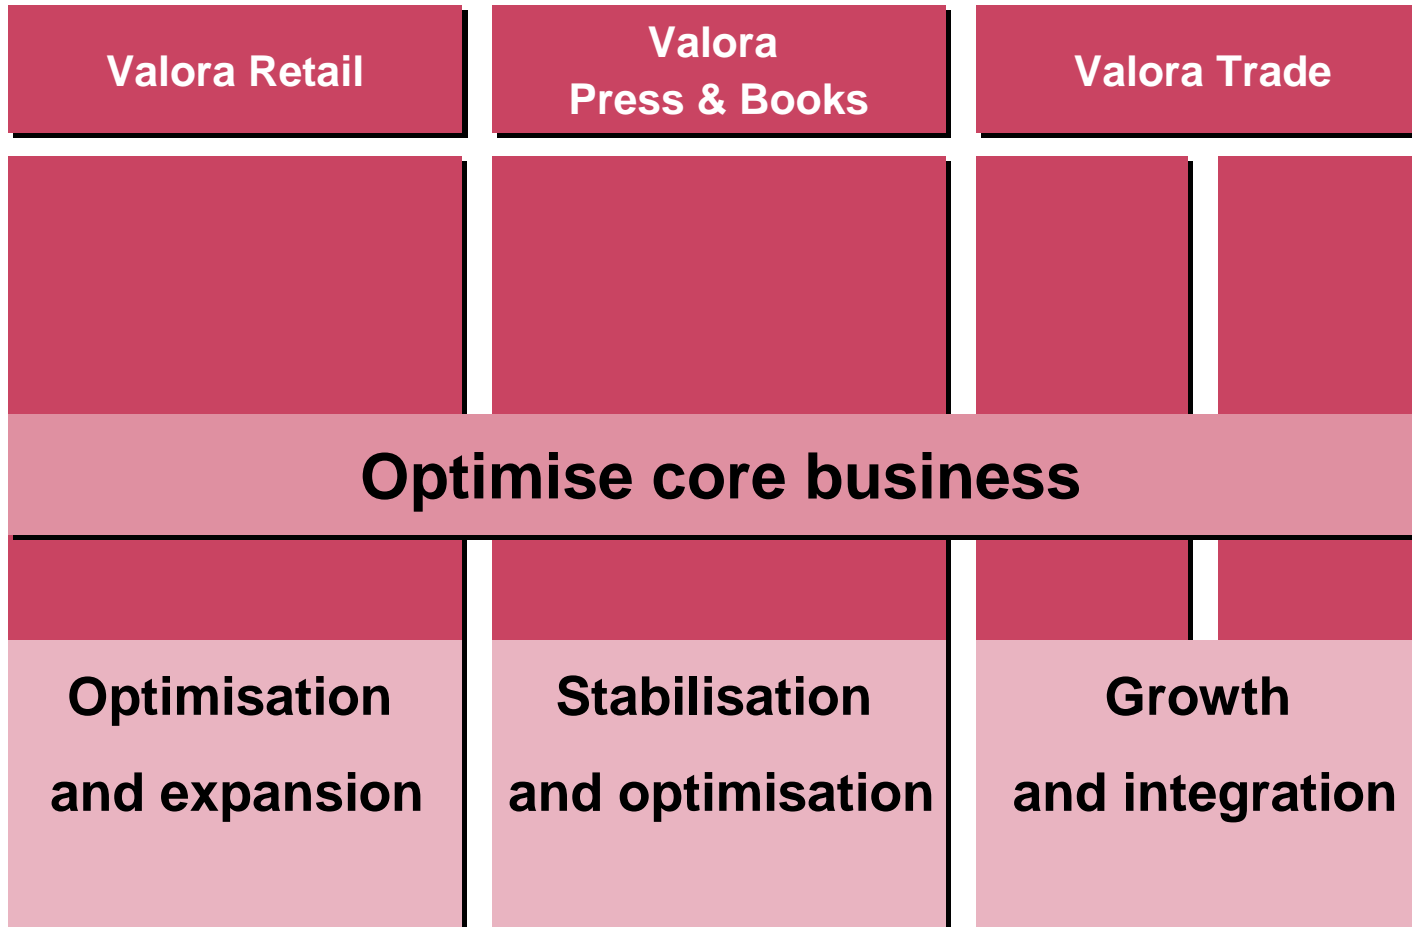 Valora Retail
Valora
Press & Books
Valora Trade
Optimise core business
Optimisation
and expansion
Stabilisation
and optimisation
Growth
and integration